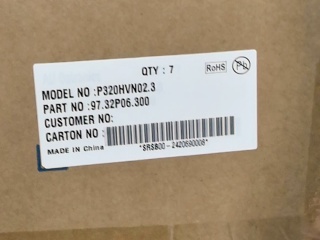 QTY : 7
RoHS
Pb
MODEL NO :P320HVN02.3
PART NO :97.32P06.300
CUSTOMER NO:
CARTON NO :
MADE IN China
*SRS800-2420690008*